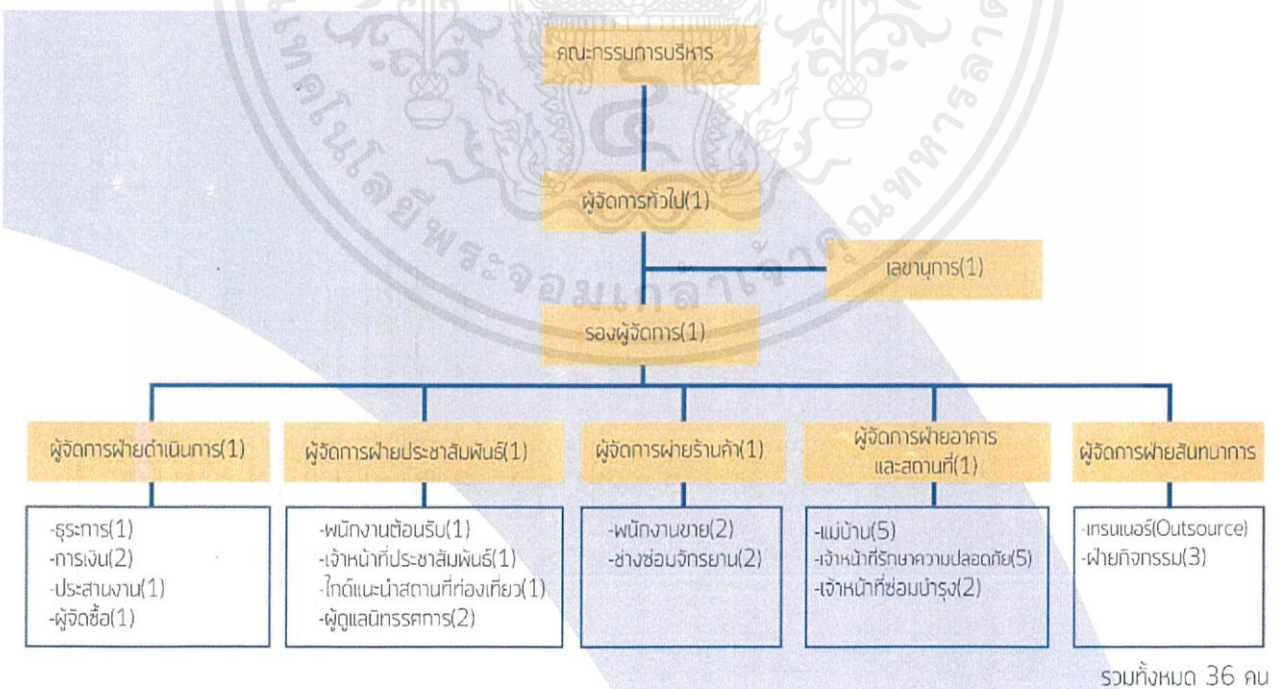 คณะกรรมการบริหาร
ผู้จัดการทั่วไป(1)
เลขานุการ(1)
รองผู้จัดการ(1)
ผู้จัดการฝ่ายดำเนินการ(1)
-ธุระการ(1)
-การเงิน(2)
-ประสานงาน(1)
-ผู้จัดซื้อ(1)
ผู้จัดการฝ่ายประชาสัมพันธ์(1)
-พนักงานต้อนรับ(1)
-เจ้าหน้าที่ประชาสัมพันธ์(1)
-ไกด์แนะนำสถานที่ท่องเที่ยว(1)
-ผู้ดูแลนิทรรศการ(2)
ผู้จัดการฝ่ายร้านค้า(1)
-พนักงานขาย(2)
-ช่างซ่อมจักรยาน(2)
ผู้จัดการฝ่ายอาคาร
และสถานที่(1)
-แม่บ้าน(5)
-เจ้าหน้าที่รักษาความปลอดภัย(5)
-เจ้าหน้าที่ซ่อมบำรุง(2)
ผู้จัดการฝ่ายสันทนาการ
-เทรนเนอร์(Outsource)
-ฝ่ายกิจกรรม(3)
รวมทั้งหมด 36 คน